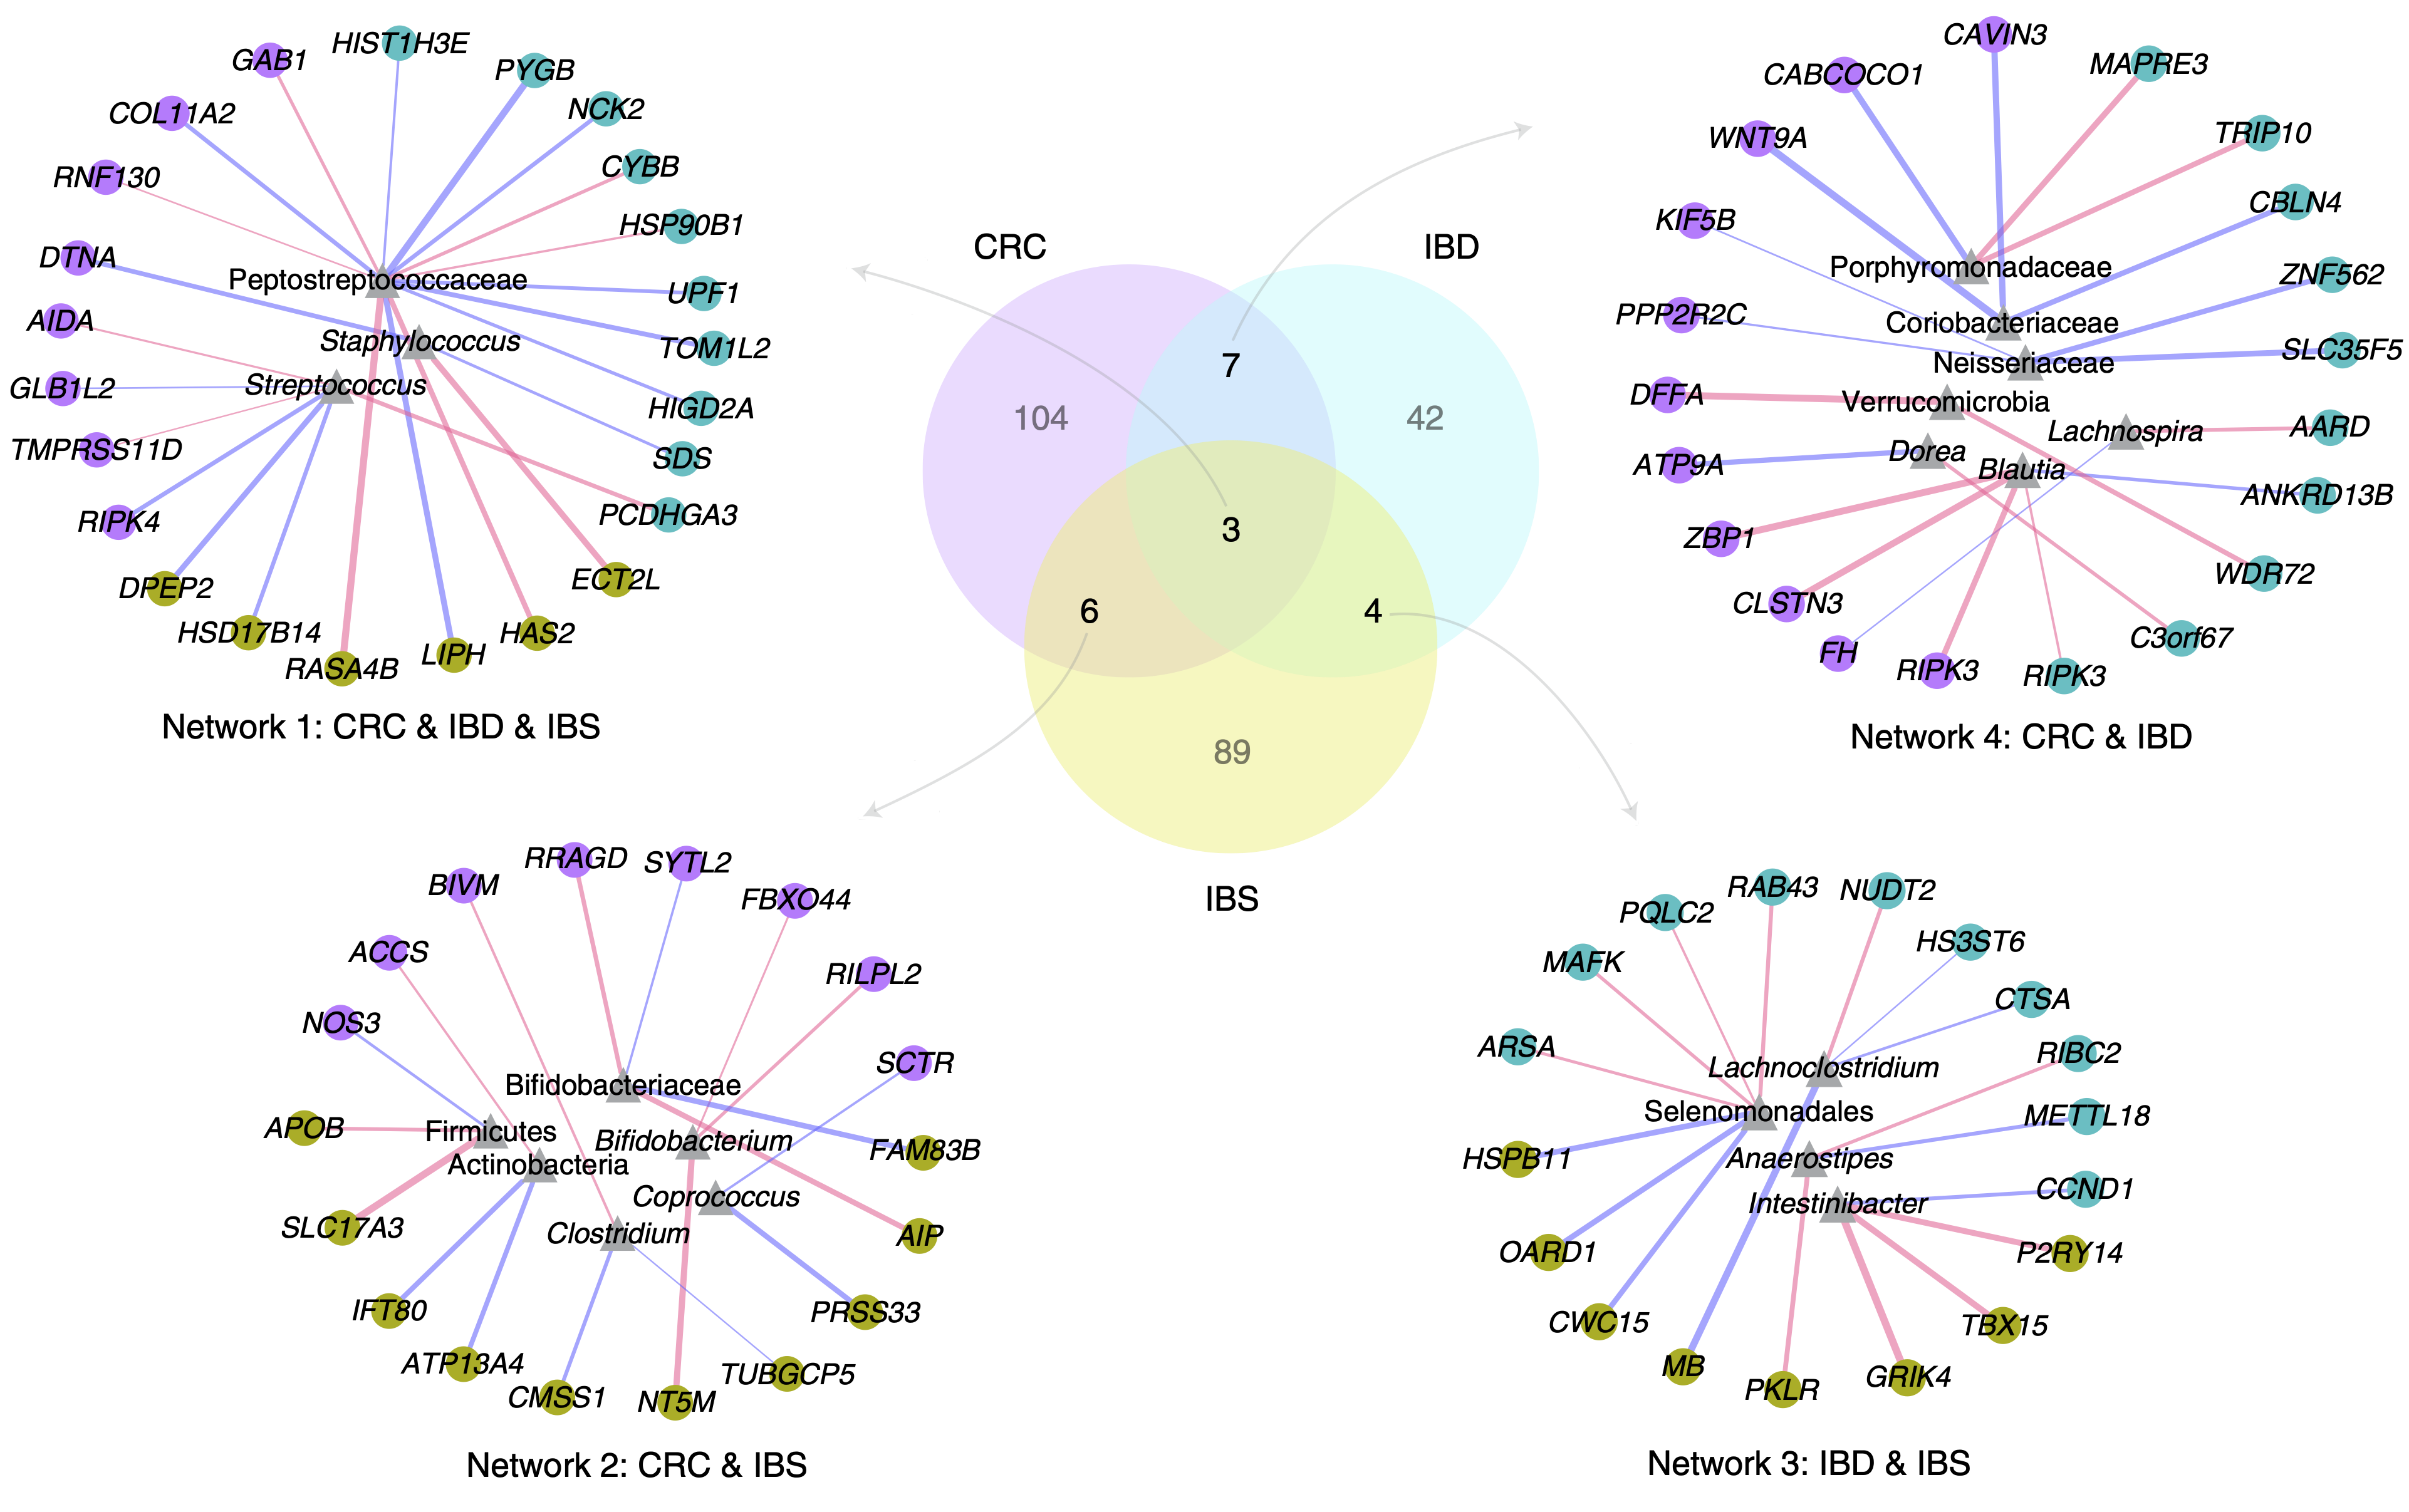 HIST1H3E
GAB1
PYGB
COL11A2
NCK2
RNF130
CYBB
HSP90B1
DTNA
Peptostreptococcaceae
UPF1
AIDA
Staphylococcus
TOM1L2
GLB1L2
Streptococcus
HIGD2A
TMPRSS11D
SDS
RIPK4
PCDHGA3
DPEP2
ECT2L
HSD17B14
HAS2
RASA4B
LIPH
Network 1: CRC & IBD & IBS
CRC
IBD
7
104
42
3
6
4
89
IBS
CAVIN3
CABCOCO1
MAPRE3
WNT9A
TRIP10
KIF5B
CBLN4
Porphyromonadaceae
ZNF562
PPP2R2C
Coriobacteriaceae
SLC35F5
Neisseriaceae
DFFA
Verrucomicrobia
AARD
Lachnospira
ATP9A
Dorea
Blautia
ANKRD13B
ZBP1
WDR72
CLSTN3
C3orf67
FH
RIPK3
RIPK3
Network 4: CRC & IBD
RRAGD
SYTL2
BIVM
FBXO44
ACCS
RILPL2
NOS3
SCTR
Bifidobacteriaceae
APOB
Firmicutes
Bifidobacterium
FAM83B
Actinobacteria
Coprococcus
SLC17A3
Clostridium
AIP
IFT80
PRSS33
ATP13A4
TUBGCP5
CMSS1
NT5M
Network 2: CRC & IBS
RAB43
NUDT2
PQLC2
HS3ST6
MAFK
CTSA
ARSA
RIBC2
Lachnoclostridium
Selenomonadales
METTL18
HSPB11
Anaerostipes
CCND1
Intestinibacter
OARD1
P2RY14
CWC15
TBX15
MB
GRIK4
PKLR
Network 3: IBD & IBS